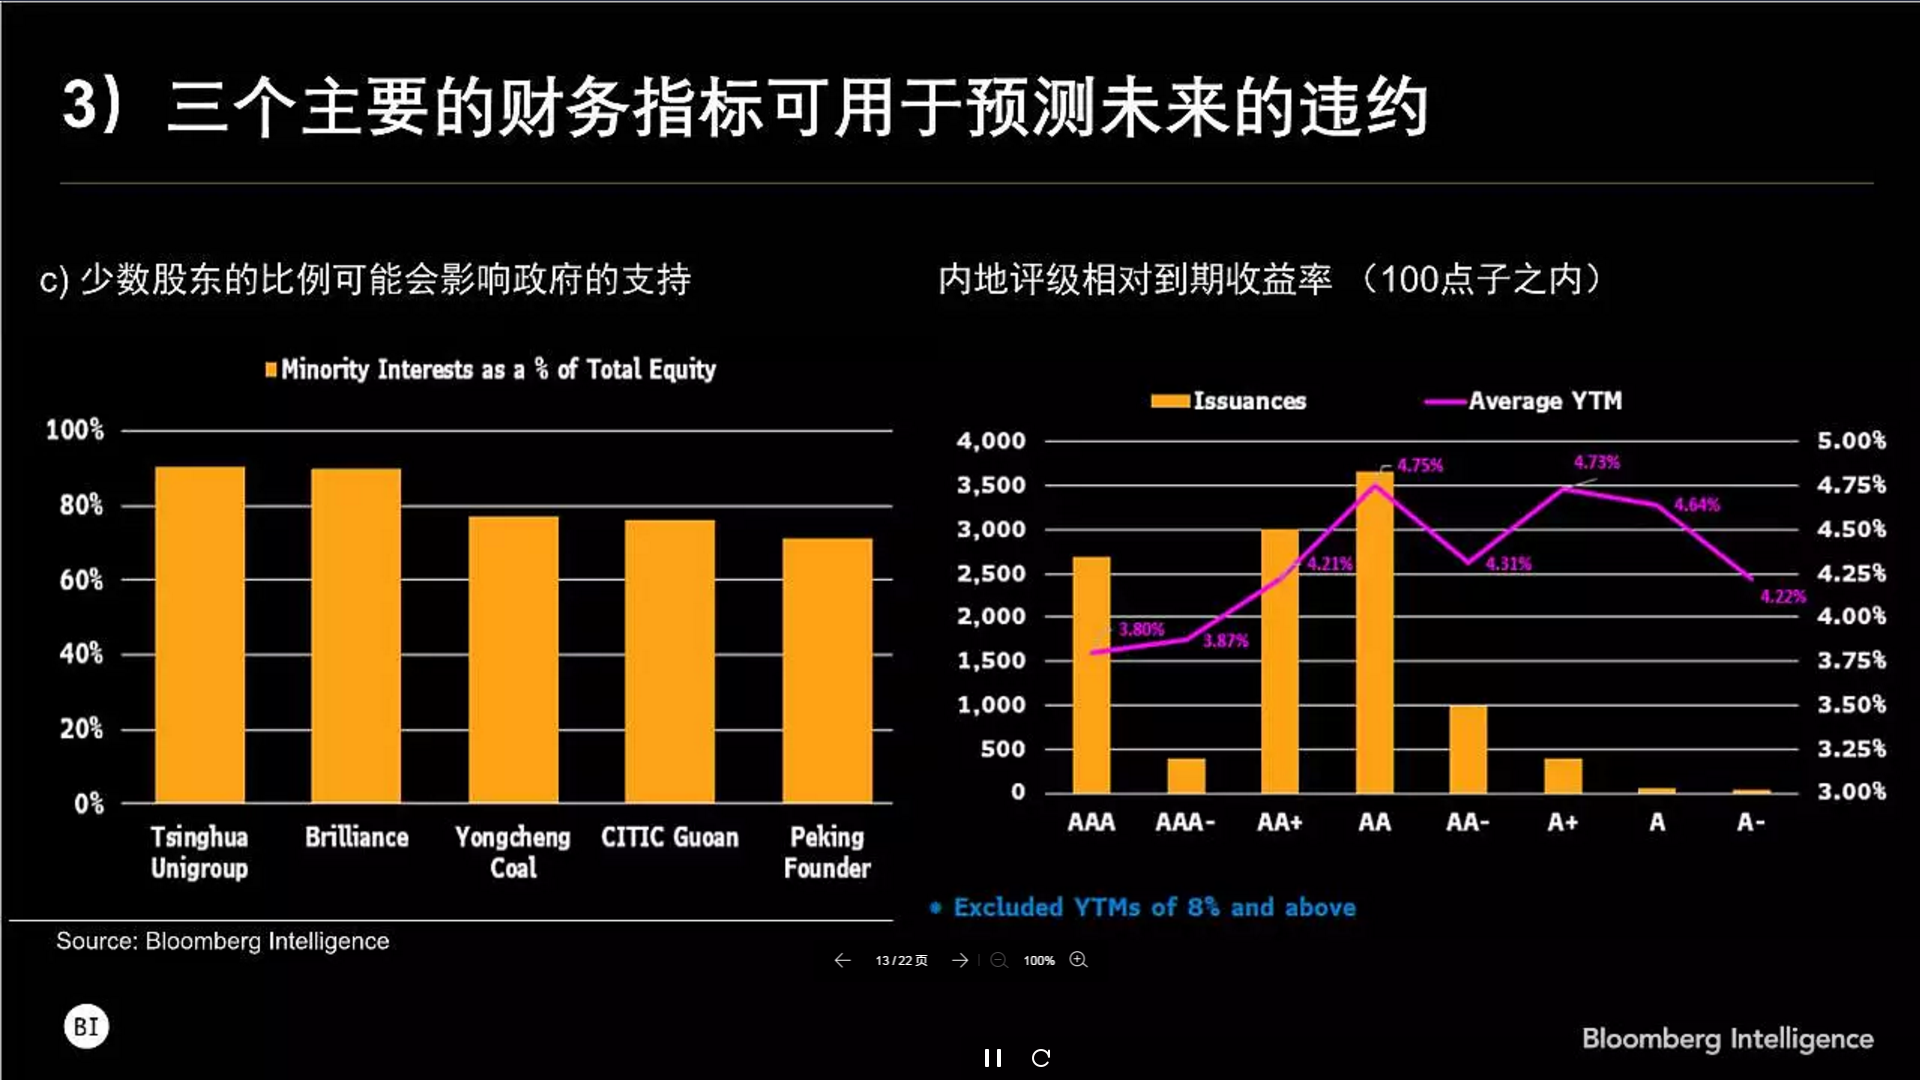 3） 三个主要的财务指标可用于预测未来的违约
c) 少数股东的比例可能会影响政府的支持
Minority Interests as a % of Total Equity
100%
80%
60%
40%
20%
0%
Tsinghua Unigroup
Brilliance
Yongcheng Coal
CITIC Guoan
Peking Founder
Source: Bloomberg Intelligence
内地评级相对到期收益率 （100点子之内）
Issuances
Average YTM
4,000
3,500
3,000
2,500
2,000
1,500
1,000
500
0
5.00%
4.75%
4.50%
4.25%
4.00%
3.75%
3.50%
3.25%
3.00%
3.80%
3.87%
4.21%
4.75%
4.31%
4.73%
4.64%
4.22%
AAA
AAA-
AA+
AA
AA-
A+
A
A-
* Excluded YTMs of 8% and above
13/22页
100%
BI
Bloomberg Intelligence